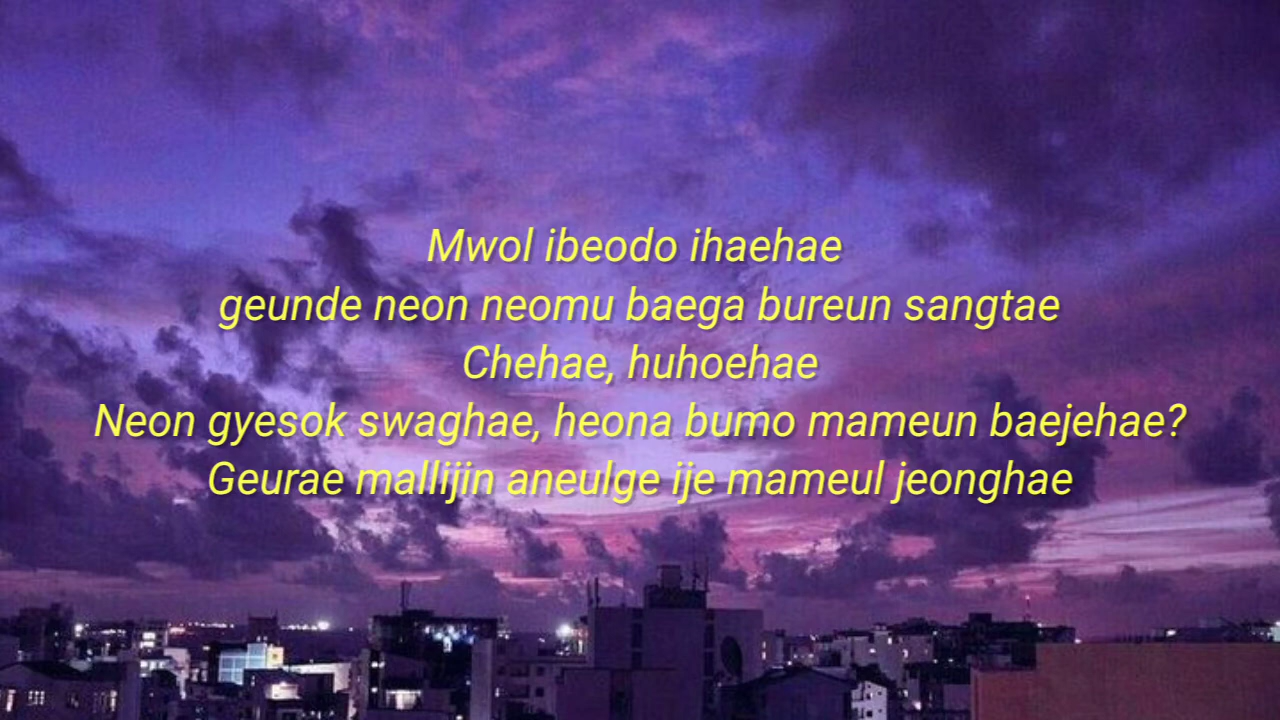 Mwol ibeodo ihaehae
geunde neon neomu baega bureun sangtae
Chehae, huhoehae
Neon gyesok swaghae, heona bumo mameun baejehae?
Geurae mallijin aneulge ije mameul jeonghae